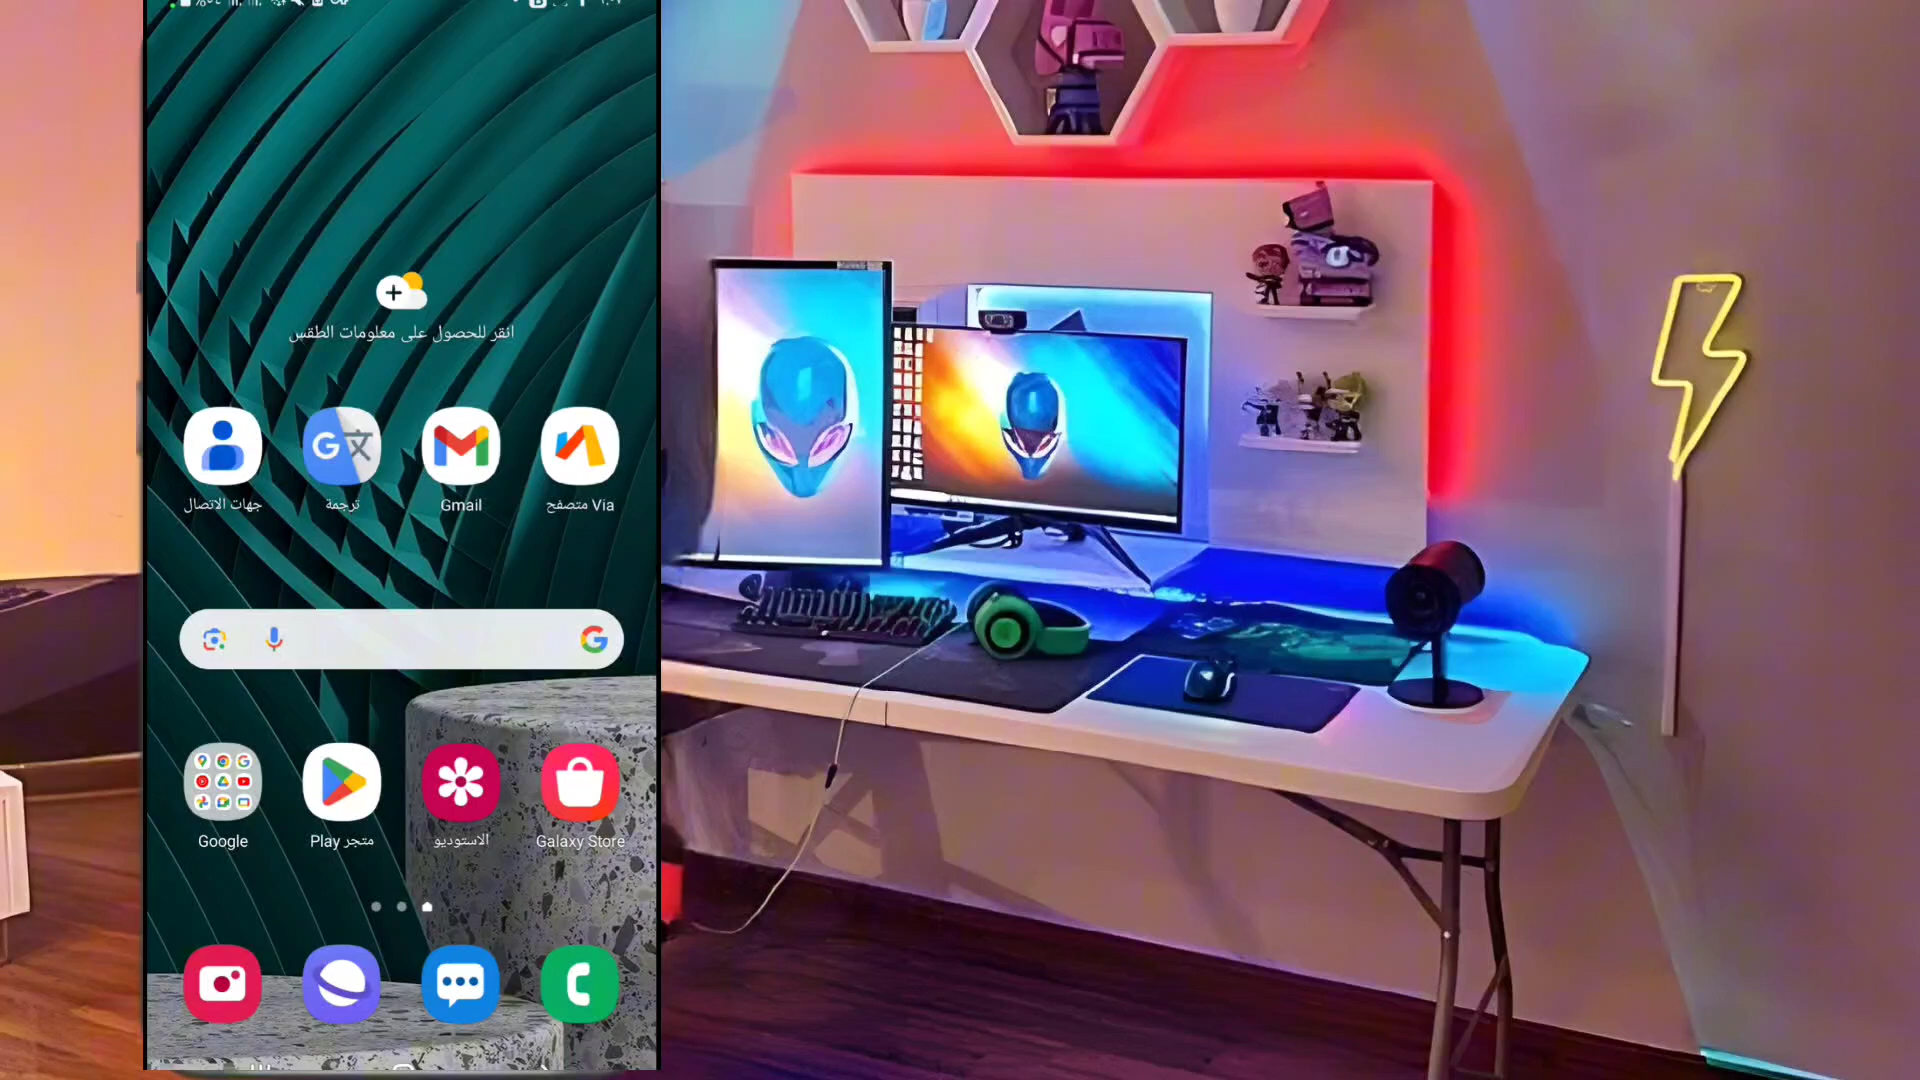 انقر للحصول على معلومات الطقس
Via متصفح
Gmail
ترجمة
جهات الاتصال
Galaxy Store
الاستوديو
متجر Play
Google